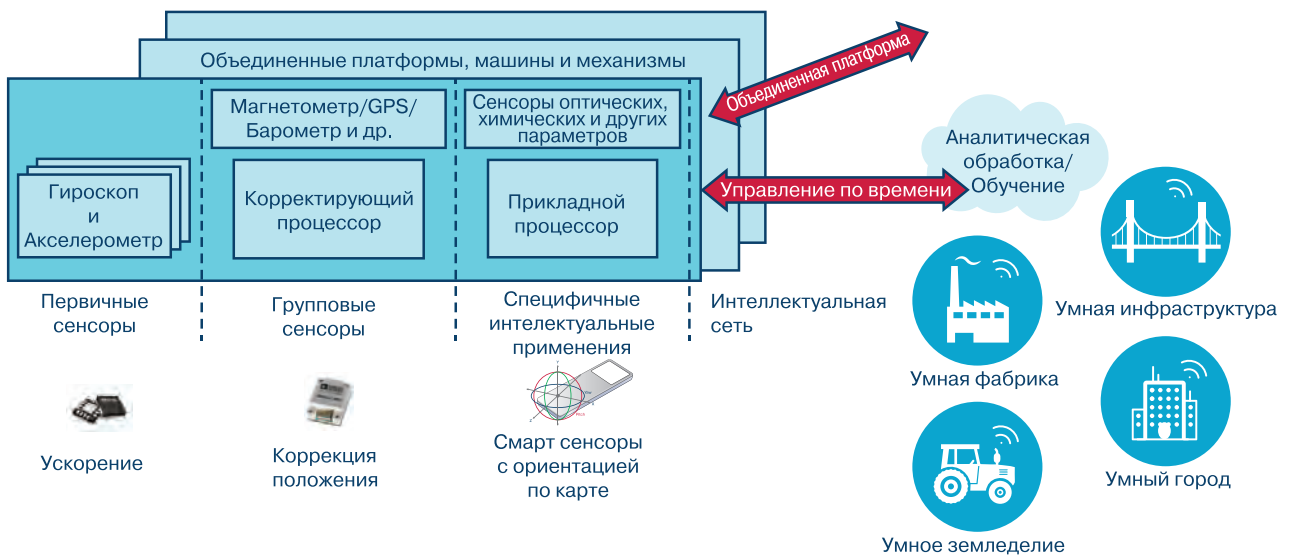 Объединенные платформы, машины и механизмы
Магнетометр/GPS/
Барометр и др.
Сенсоры оптических,
химических и других
параметров
Гироскоп
и
Акселерометр
Корректирующий
процессор
Прикладной
процессор
Объединенная платформа
Управление по времени
Аналитическая
обработка/
Обучение
Первичные
сенсоры
Групповые
сенсоры
Специфичные
интелектуальные
применения
Интеллектуальная
сеть
Ускорение
Коррекция
положения
Смарт сенсоры
с ориентацией
по карте
Умная инфраструктура
Умная фабрика
Умный город
Умное земледелие